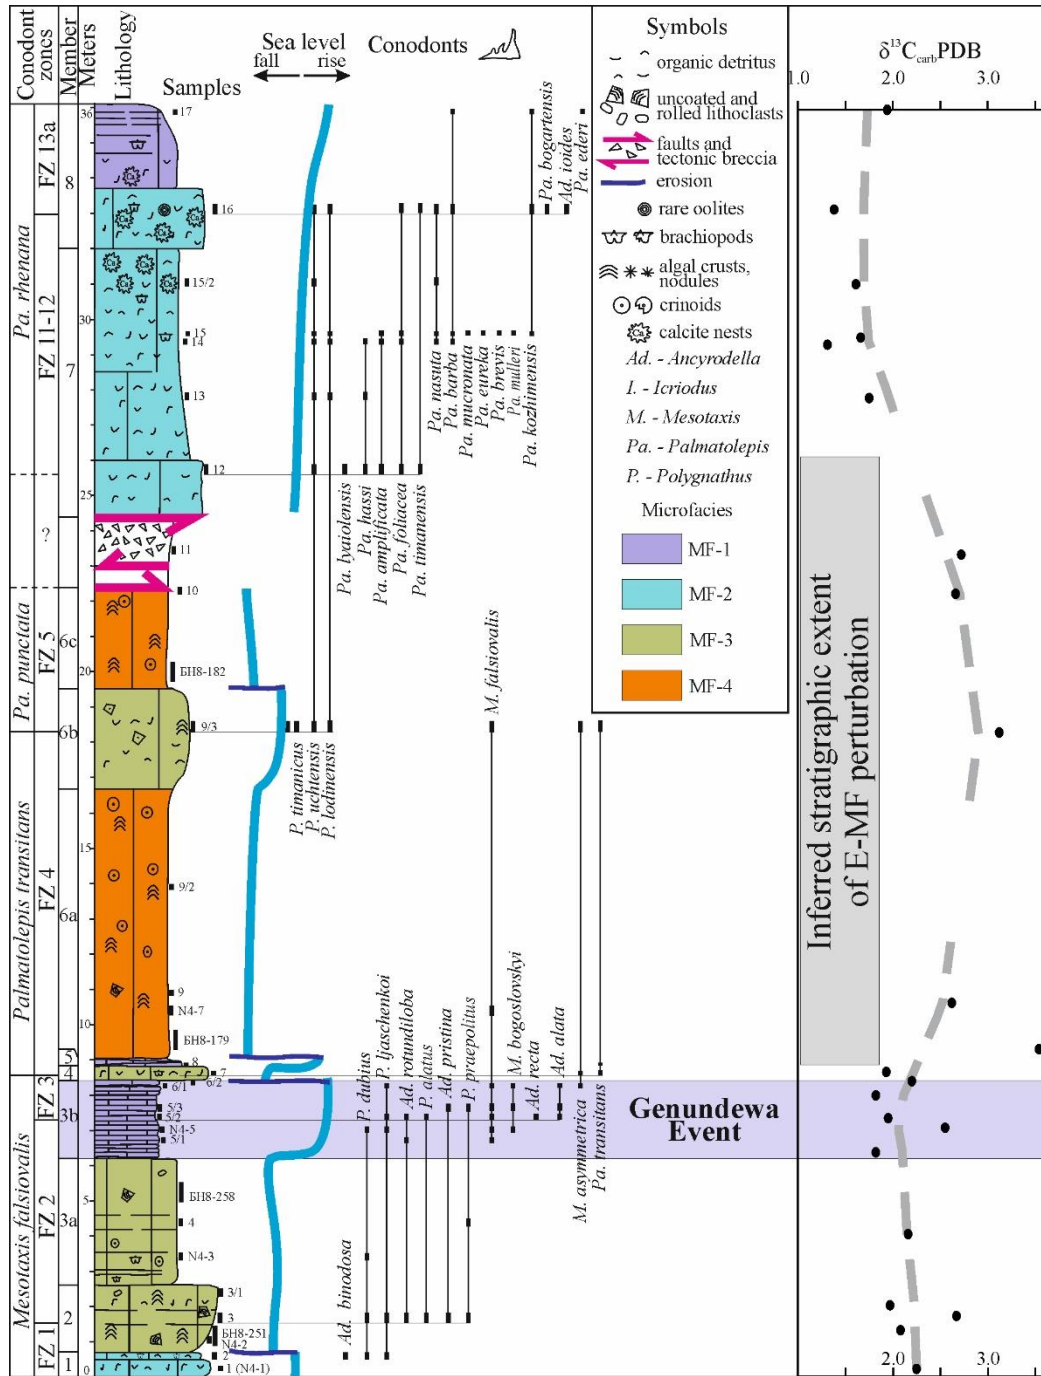 Conodont zones
Member
Meters
Lithology
Samples
Sea level
fall rise
Conodonts
Symbols
organic detritus
uncoated and rolled lithoclasts
faults and tectonic breccia
erosion
rare oolites
brachiopods
algal crusts, nodules
crinoids
calcite nests
Ad. - Ancyrodella
I. - Icriodus
M. - Mesotaxis
Pa. - Palmatolepis
P. - Polygnathus
Microfacies
MF-1
MF-2
MF-3
MF-4
δ¹³C carb PDB
1.0 3.0
Pa. rhenana
Pa. punctata
Palmatolepis transitans
Mesotaxis falsiovalis
FZ 13a
FZ 11-12
?
FZ 5
FZ 4
FZ 3
FZ 2
FZ 1
8
7
6c
6b
6a
5
4
3b
3a
2
1
36
30
25
20
15
10
5
0
17
16
15/2
15
14
13
12
11
10
БН8-182
9/3
9/2
9
N4-7
БН8-179
8
7
6/2
6/1
5/3
5/2
N4-5
5/1
БН8-258
4
N4-3
3/1
3
БН8-251
N4-2
2
1 (N4-1)
Ca
Ca
Ca
Ca
Ca
Ca
Ca
Ca
Pa. bogartensis
Ad. ioides
Pa. ederi
Pa. nasuta
Pa. barba
Pa. mucronata
Pa. eureka
Pa. brevis
Pa. mulleri
Pa. kozhimensis
Pa. lyaiolensis
Pa. hassi
Pa. amplificata
Pa. foliacea
Pa. timanensis
M. falsiovalis
P. timanicus
P. uchtensis
P. lodinensis
P. dubius
P. ljaschenkoi
Ad. rotundiloba
P. alatus
Ad. pristina
P. praepolitus
M. bogoslovskyi
Ad. recta
Ad. alata
M. asymmetrica
Pa. transitans
Ad. binodosa
Inferred stratigraphic extent
of E-MF perturbation
Genundewa
Event
2.0 3.0